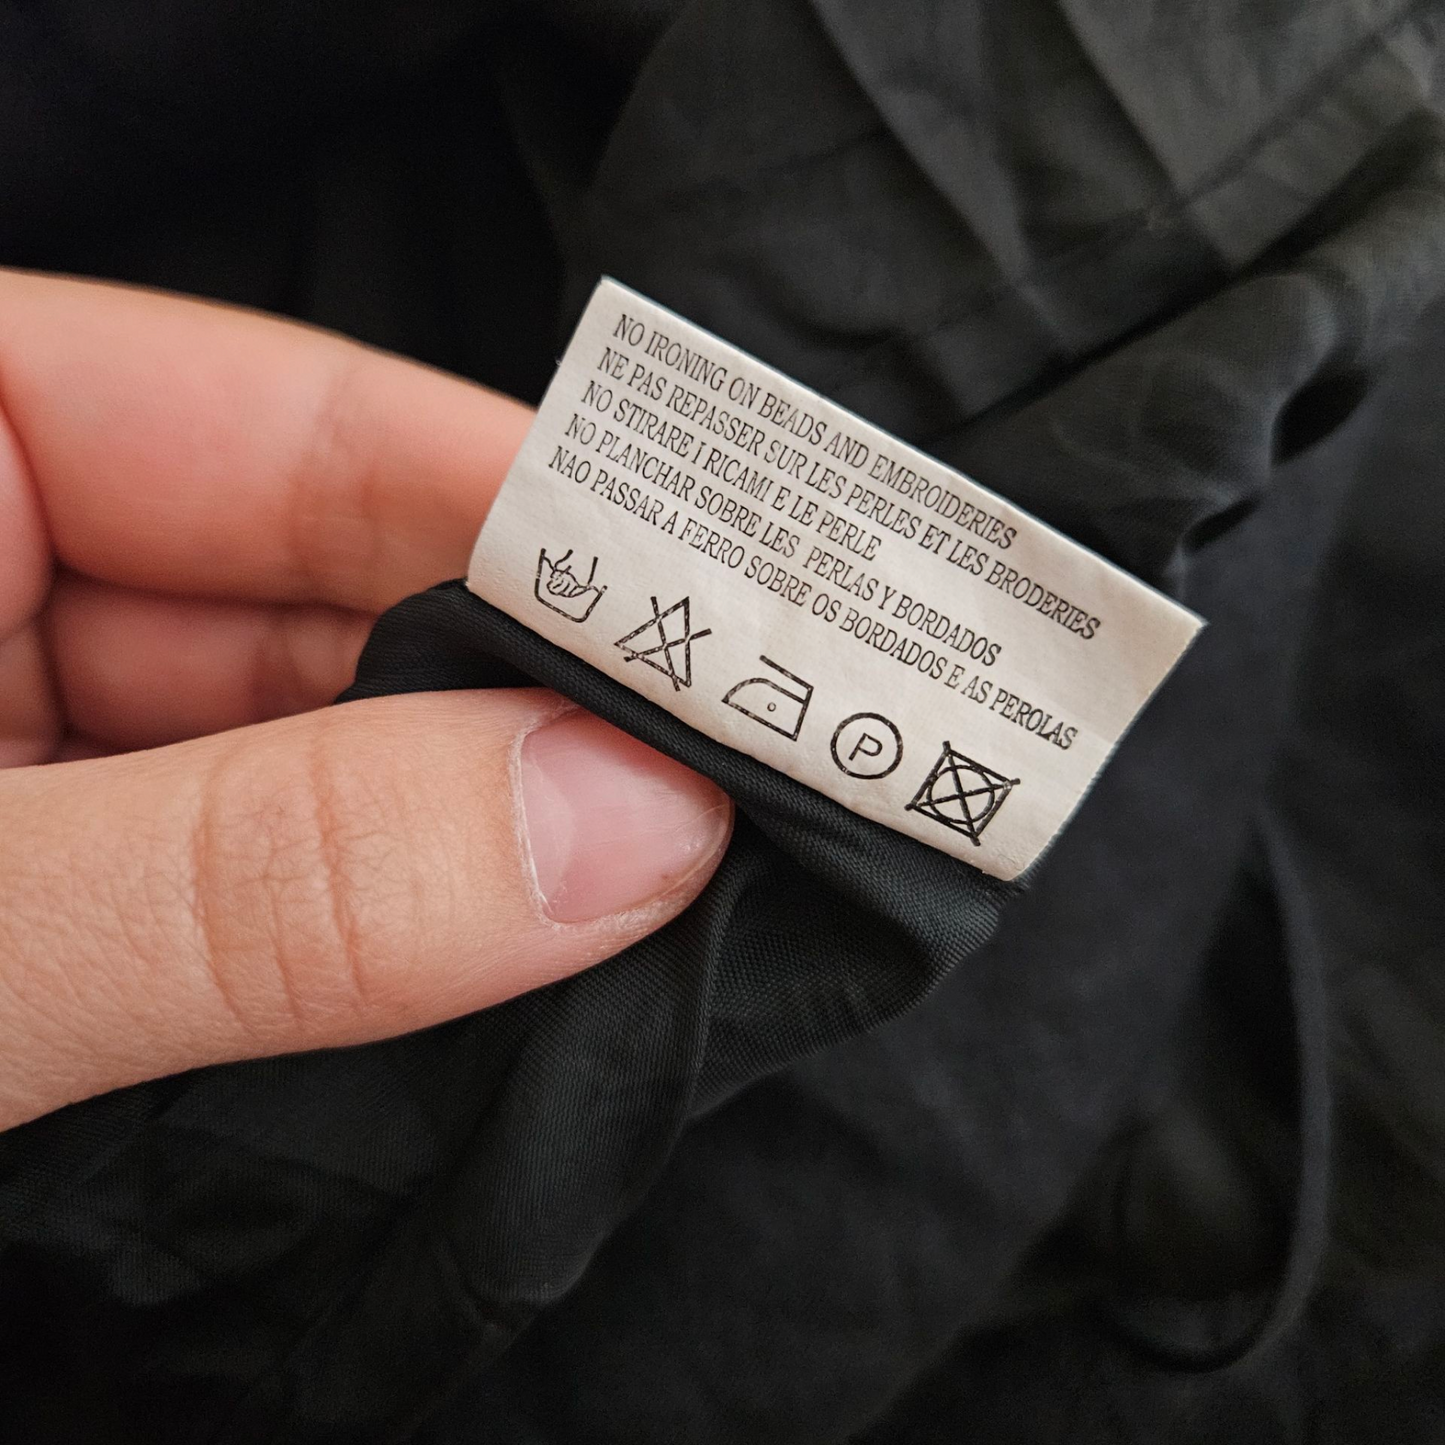 NO IRONING ON BEADS AND EMBROIDERIES
NE PAS REPASSER SUR LES PERLES ET LES BRODERIES
NO STIRARE I RICAMI E LE PERLE
NO PLANCHAR SOBRE LES PERLAS Y BORDADOS
NAO PASSAR A FERRO SOBRE OS BORDADOS E AS PEROLAS
P